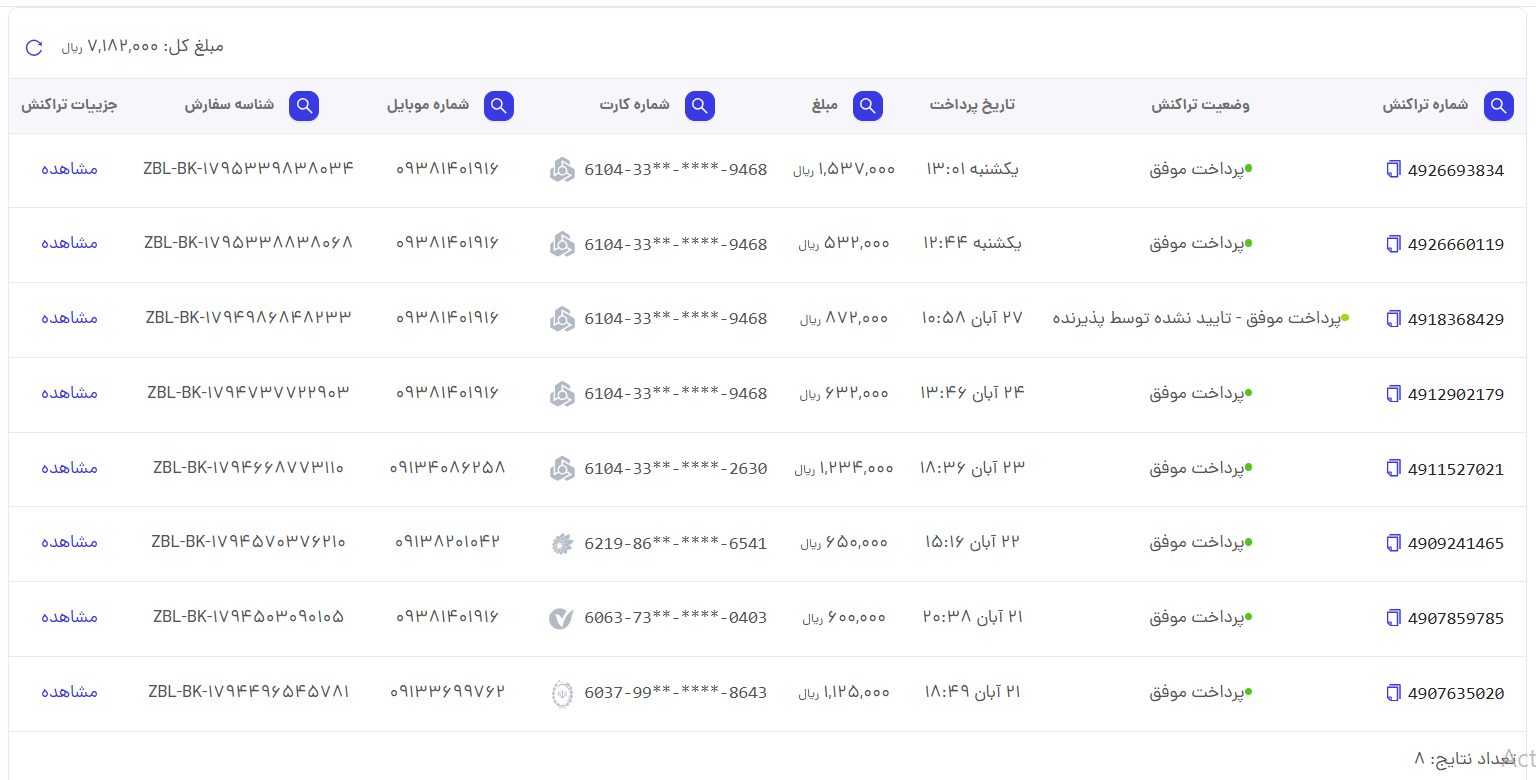 مبلغ کل: ۷,۱۸۲,۰۰۰ ریال
شماره تراکنش وضعیت تراکنش تاریخ پرداخت مبلغ شماره کارت شماره موبایل شناسه سفارش جزییات تراکنش
4926693834 پرداخت موفق یکشنبه ۱۳:۰۱ ۱,۵۳۷,۰۰۰ ریال 6104-33**-****-9468 ۰۹۳۸۱۴۰۱۹۱۶ ZBL-BK-۱۷۹۵۳۳۹۸۳۸۰۳۴ مشاهده
4926660119 پرداخت موفق یکشنبه ۱۲:۴۴ ۵۳۲,۰۰۰ ریال 6104-33**-****-9468 ۰۹۳۸۱۴۰۱۹۱۶ ZBL-BK-۱۷۹۵۳۳۸۸۳۸۰۶۸ مشاهده
4918368429 پرداخت موفق - تایید نشده توسط پذیرنده ۲۷ آبان ۱۰:۵۸ ۸۷۲,۰۰۰ ریال 6104-33**-****-9468 ۰۹۳۸۱۴۰۱۹۱۶ ZBL-BK-۱۷۹۴۹۸۶۸۴۸۲۳۳ مشاهده
4912902179 پرداخت موفق ۲۴ آبان ۱۳:۴۶ ۶۳۲,۰۰۰ ریال 6104-33**-****-9468 ۰۹۳۸۱۴۰۱۹۱۶ ZBL-BK-۱۷۹۴۷۳۷۷۲۲۹۰۳ مشاهده
4911527021 پرداخت موفق ۲۳ آبان ۱۸:۳۶ ۱,۲۳۴,۰۰۰ ریال 6104-33**-****-2630 ۰۹۱۳۴۰۸۶۲۵۸ ZBL-BK-۱۷۹۴۶۶۸۷۷۳۱۱۰ مشاهده
4909241465 پرداخت موفق ۲۲ آبان ۱۵:۱۶ ۶۵۰,۰۰۰ ریال 6219-86**-****-6541 ۰۹۱۳۸۲۰۱۰۴۲ ZBL-BK-۱۷۹۴۵۷۰۳۷۶۲۱۰ مشاهده
4907859785 پرداخت موفق ۲۱ آبان ۲۰:۳۸ ۶۰۰,۰۰۰ ریال 6063-73**-****-0403 ۰۹۳۸۱۴۰۱۹۱۶ ZBL-BK-۱۷۹۴۵۰۳۰۹۰۱۰۵ مشاهده
4907635020 پرداخت موفق ۲۱ آبان ۱۸:۴۹ ۱,۱۲۵,۰۰۰ ریال 6037-99**-****-8643 ۰۹۱۳۳۶۹۹۷۶۲ ZBL-BK-۱۷۹۴۴۹۶۵۴۵۷۸۱ مشاهده
تعداد نتایج: ۸
Act